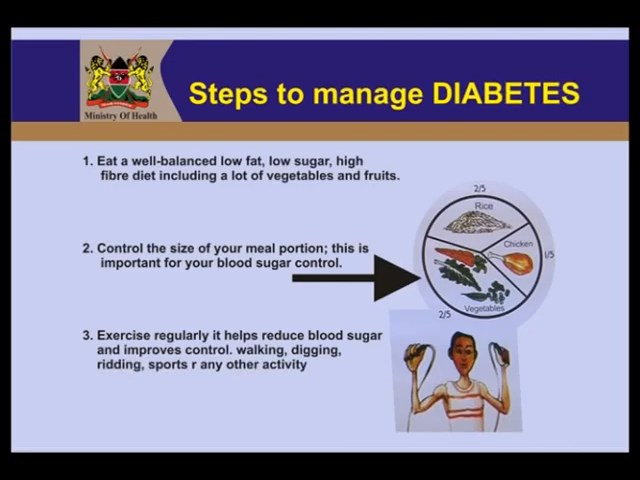 Steps to manage DIABETES
Ministry Of Health
1. Eat a well-balanced low fat, low sugar, high
fibre diet including a lot of vegetables and fruits.
2/5
Rice
Chicken
1/5
2. Control the size of your meal portion; this is
important for your blood sugar control.
Vegetables
2/5
3. Exercise regularly it helps reduce blood sugar
and improves control. walking, digging,
ridding, sports r any other activity